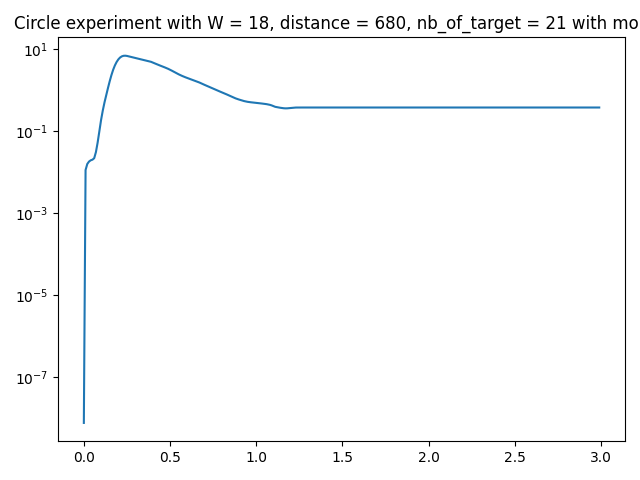 Circle experiment with W = 18, distance = 680, nb_of_target = 21 with mo
10^1
10^-1
10^-3
10^-5
10^-7
0.0 0.5 1.0 1.5 2.0 2.5 3.0